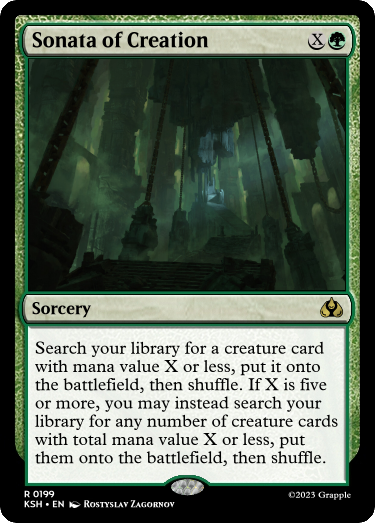 Sonata of Creation X
Sorcery
Search your library for a creature card
with mana value X or less, put it onto
the battlefield, then shuffle. If X is five
or more, you may instead search your
library for any number of creature cards
with total mana value X or less, put
them onto the battlefield, then shuffle.
R 0199
KSH • EN Rostyslav Zagornov
©2023 Grapple